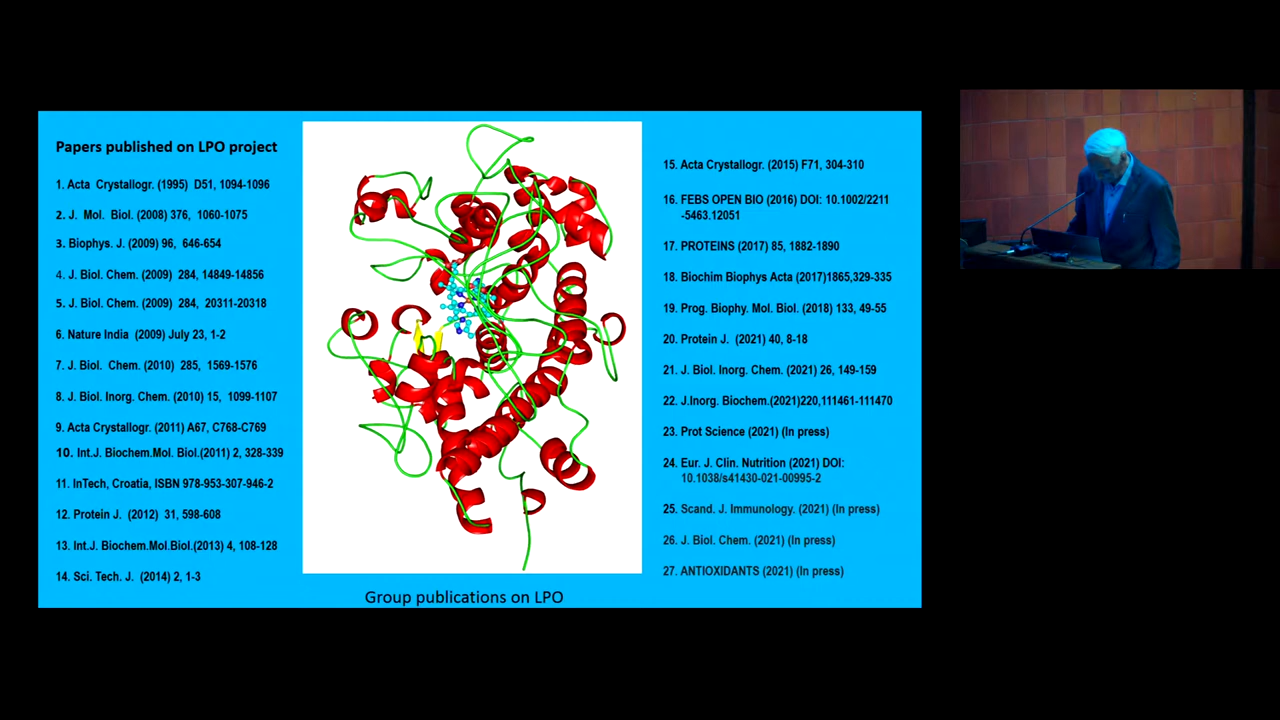 Papers published on LPO project
1. Acta Crystallogr. (1995) D51, 1094-1096
2. J. Mol. Biol. (2008) 376, 1060-1075
3. Biophys. J. (2009) 96, 646-654
4. J. Biol. Chem. (2009) 284, 14849-14856
5. J. Biol. Chem. (2009) 284, 20311-20318
6. Nature India (2009) July 23, 1-2
7. J. Biol. Chem. (2010) 285, 1569-1576
8. J. Biol. Inorg. Chem. (2010) 15, 1099-1107
9. Acta Crystallogr. (2011) A67, C768-C769
10. Int.J. Biochem.Mol. Biol.(2011) 2, 328-339
11. InTech, Croatia, ISBN 978-953-307-946-2
12. Protein J. (2012) 31, 598-608
13. Int.J. Biochem.Mol.Biol.(2013) 4, 108-128
14. Sci. Tech. J. (2014) 2, 1-3
15. Acta Crystallogr. (2015) F71, 304-310
16. FEBS OPEN BIO (2016) DOI: 10.1002/2211
-5463.12051
17. PROTEINS (2017) 85, 1882-1890
18. Biochim Biophys Acta (2017)1865,329-335
19. Prog. Biophy. Mol. Biol. (2018) 133, 49-55
20. Protein J. (2021) 40, 8-18
21. J. Biol. Inorg. Chem. (2021) 26, 149-159
22. J.Inorg. Biochem.(2021)220,111461-111470
23. Prot Science (2021) (In press)
24. Eur. J. Clin. Nutrition (2021) DOI:
10.1038/s41430-021-00995-2
25. Scand. J. Immunology. (2021) (In press)
26. J. Biol. Chem. (2021) (In press)
27. ANTIOXIDANTS (2021) (In press)
Group publications on LPO